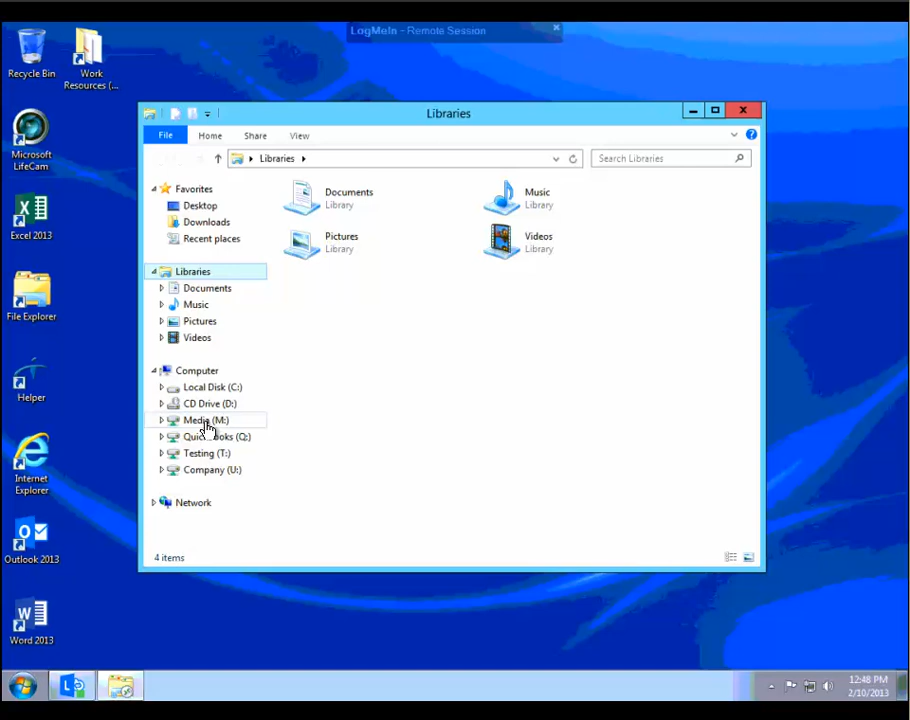 LogMeIn - Remote Session
Recycle Bin
Work
Resources (...
Microsoft
LifeCam
Excel 2013
File Explorer
Helper
Internet
Explorer
Outlook 2013
Word 2013
Libraries
File
Home
Share
View
Libraries
Search Libraries
Favorites
Desktop
Downloads
Recent places
Libraries
Documents
Music
Pictures
Videos
Computer
Local Disk (C:)
CD Drive (D:)
Media (M:)
QuickBooks (Q:)
Testing (T:)
Company (U:)
Network
Documents
Library
Music
Library
Pictures
Library
Videos
Library
4 items
12:48 PM
2/10/2013